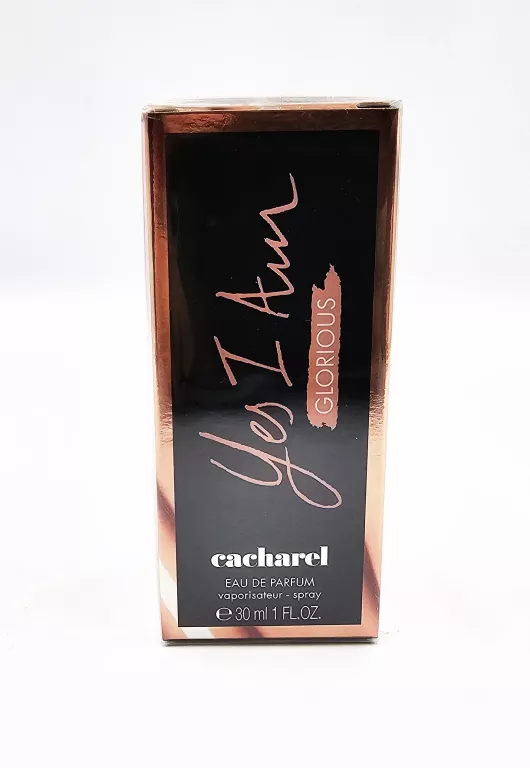 Yes I Am
GLORIOUS
cacharel
EAU DE PARFUM
vaporisateur - spray
℮ 30 ml 1 FL.OZ.